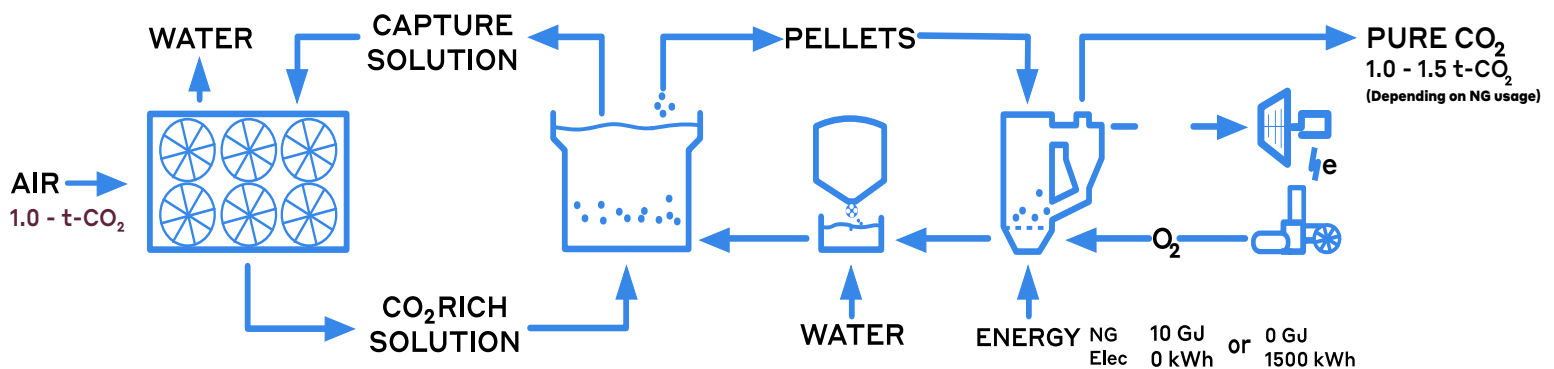 WATER
CAPTURE
SOLUTION
PELLETS
PURE CO₂
1.0 - 1.5 t-CO₂
(Depending on NG usage)
AIR
1.0 - t-CO₂
e
O₂
CO₂RICH
SOLUTION
WATER
ENERGY
NG 10 GJ or 0 GJ
Elec 0 kWh 1500 kWh